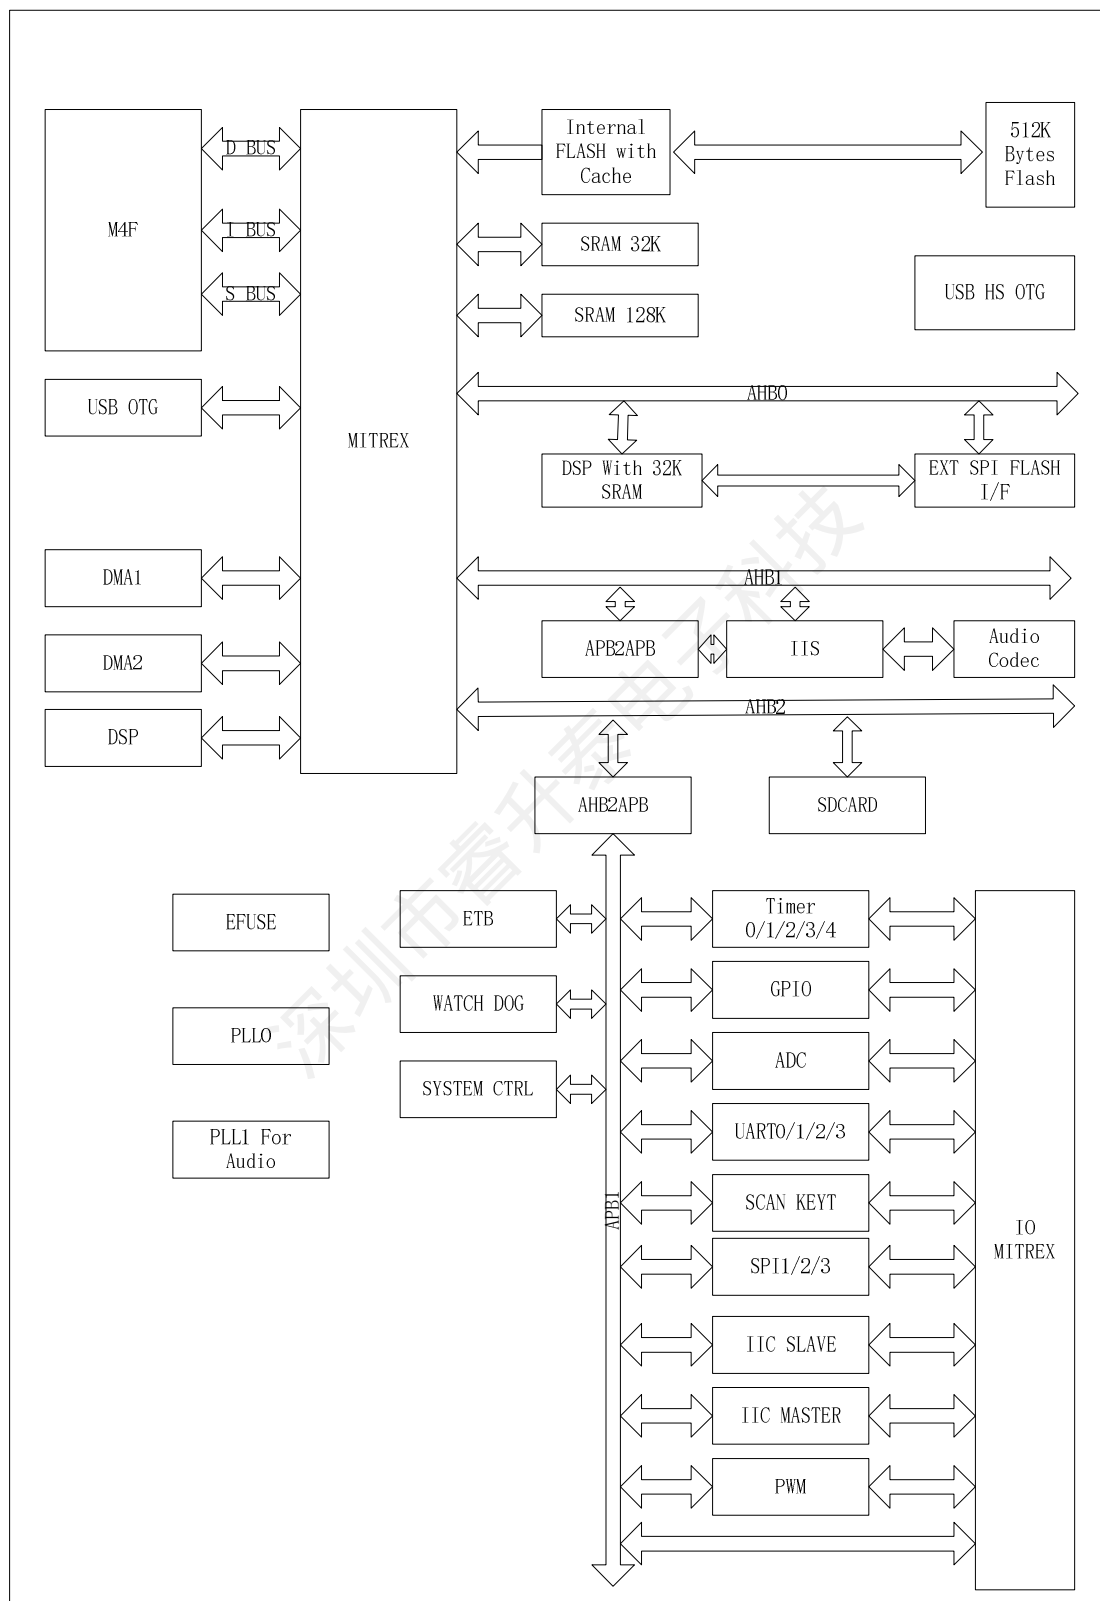 M4F
D BUS
I BUS
S BUS
USB OTG
DMA1
DMA2
DSP
MITREX
Internal
FLASH with
Cache
512K
Bytes
Flash
SRAM 32K
SRAM 128K
USB HS OTG
AHB0
DSP With 32K
SRAM
EXT SPI FLASH
I/F
AHB1
APB2APB
IIS
Audio
Codec
AHB2
AHB2APB
SDCARD
EFUSE
PLL0
PLL1 For
Audio
ETB
WATCH DOG
SYSTEM CTRL
APB1
Timer
0/1/2/3/4
GPIO
ADC
UART0/1/2/3
SCAN KEYT
SPI1/2/3
IIC SLAVE
IIC MASTER
PWM
IO
MITREX
深圳市睿升泰电子科技